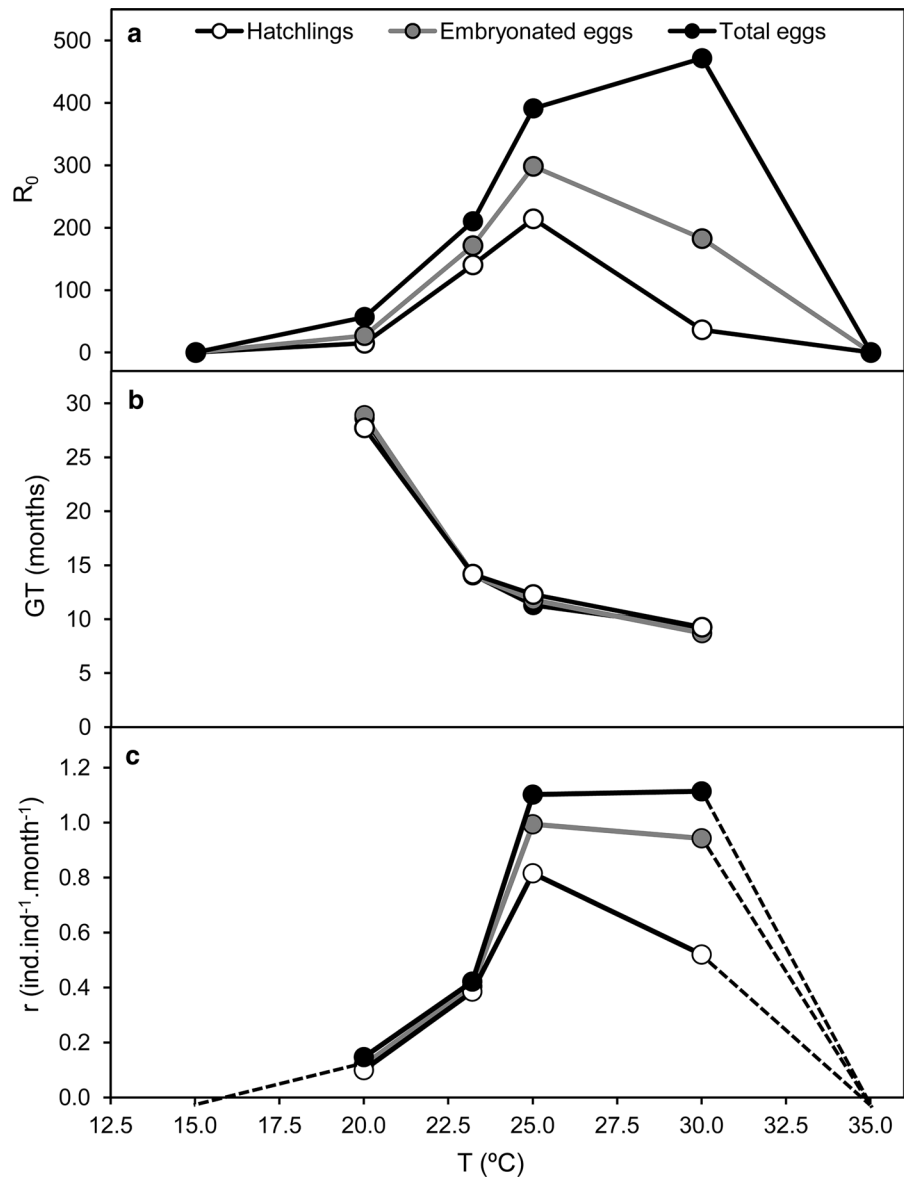 a
Hatchlings Embryonated eggs Total eggs
500
400
300
200
100
0
R₀
b
30
25
20
15
10
5
0
GT (months)
c
1.2
1.0
0.8
0.6
0.4
0.2
0.0
r (ind.ind⁻¹.month⁻¹)
12.5 15.0 17.5 20.0 22.5 25.0 27.5 30.0 32.5 35.0
T (ºC)